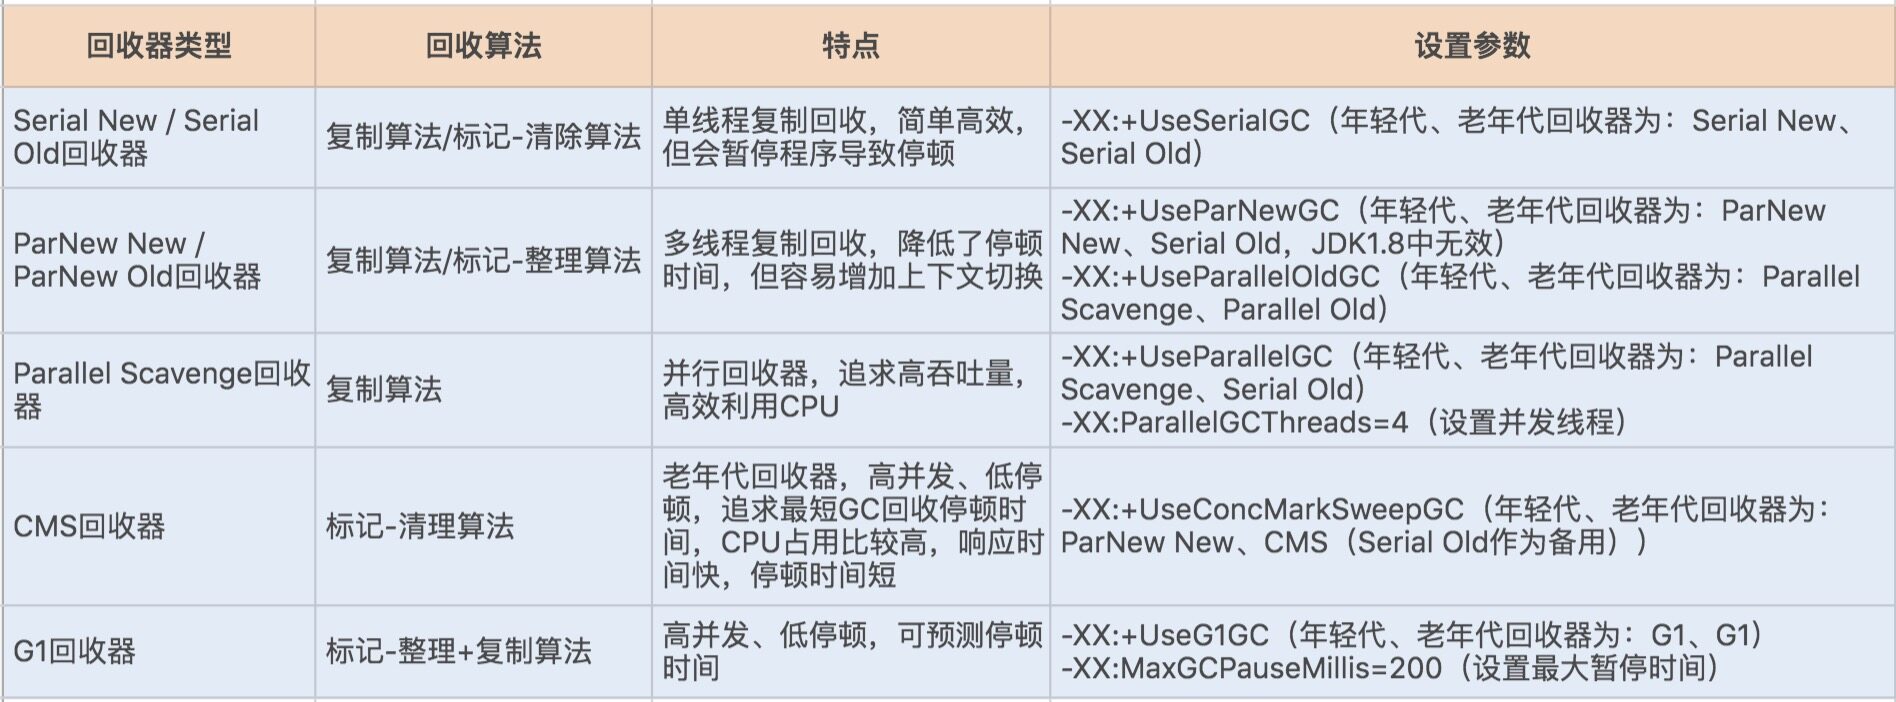 回收器类型
回收算法
特点
设置参数
Serial New / Serial
Old回收器
复制算法/标记-清除算法
单线程复制回收，简单高效，
但会暂停程序导致停顿
-XX:+UseSerialGC（年轻代、老年代回收器为：Serial New、
Serial Old）
ParNew New /
ParNew Old回收器
复制算法/标记-整理算法
多线程复制回收，降低了停顿
时间，但容易增加上下文切换
-XX:+UseParNewGC（年轻代、老年代回收器为：ParNew
New、Serial Old，JDK1.8中无效）
-XX:+UseParallelOldGC（年轻代、老年代回收器为：Parallel
Scavenge、Parallel Old）
Parallel Scavenge回收
器
复制算法
并行回收器，追求高吞吐量，
高效利用CPU
-XX:+UseParallelGC（年轻代、老年代回收器为：Parallel
Scavenge、Serial Old）
-XX:ParallelGCThreads=4（设置并发线程）
CMS回收器
标记-清理算法
老年代回收器，高并发、低停
顿，追求最短GC回收停顿时
间，CPU占用比较高，响应时
间快，停顿时间短
-XX:+UseConcMarkSweepGC（年轻代、老年代回收器为：
ParNew New、CMS（Serial Old作为备用））
G1回收器
标记-整理+复制算法
高并发、低停顿，可预测停顿
时间
-XX:+UseG1GC（年轻代、老年代回收器为：G1、G1）
-XX:MaxGCPauseMillis=200（设置最大暂停时间）